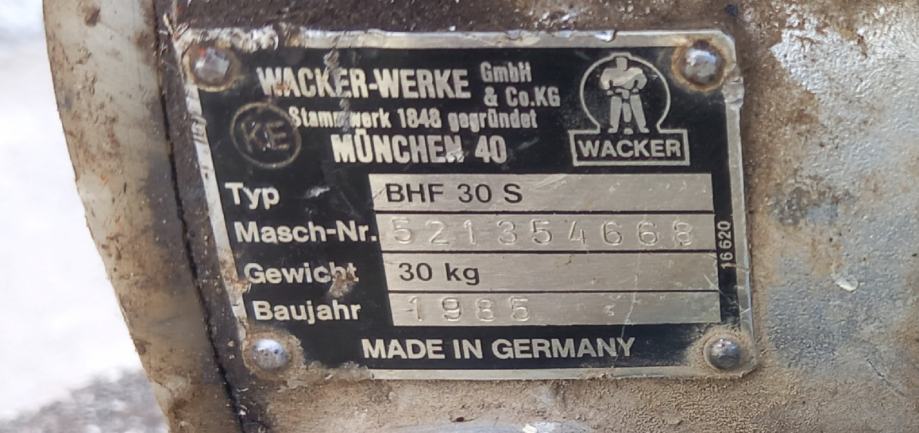 WACKER-WERKE GmbH & Co.KG
Stammwerk 1848 gegründet
MÜNCHEN 40
KE
WACKER
Typ BHF 30 S
Masch-Nr. 521354668
Gewicht 30 kg
Baujahr 1985
16620
MADE IN GERMANY